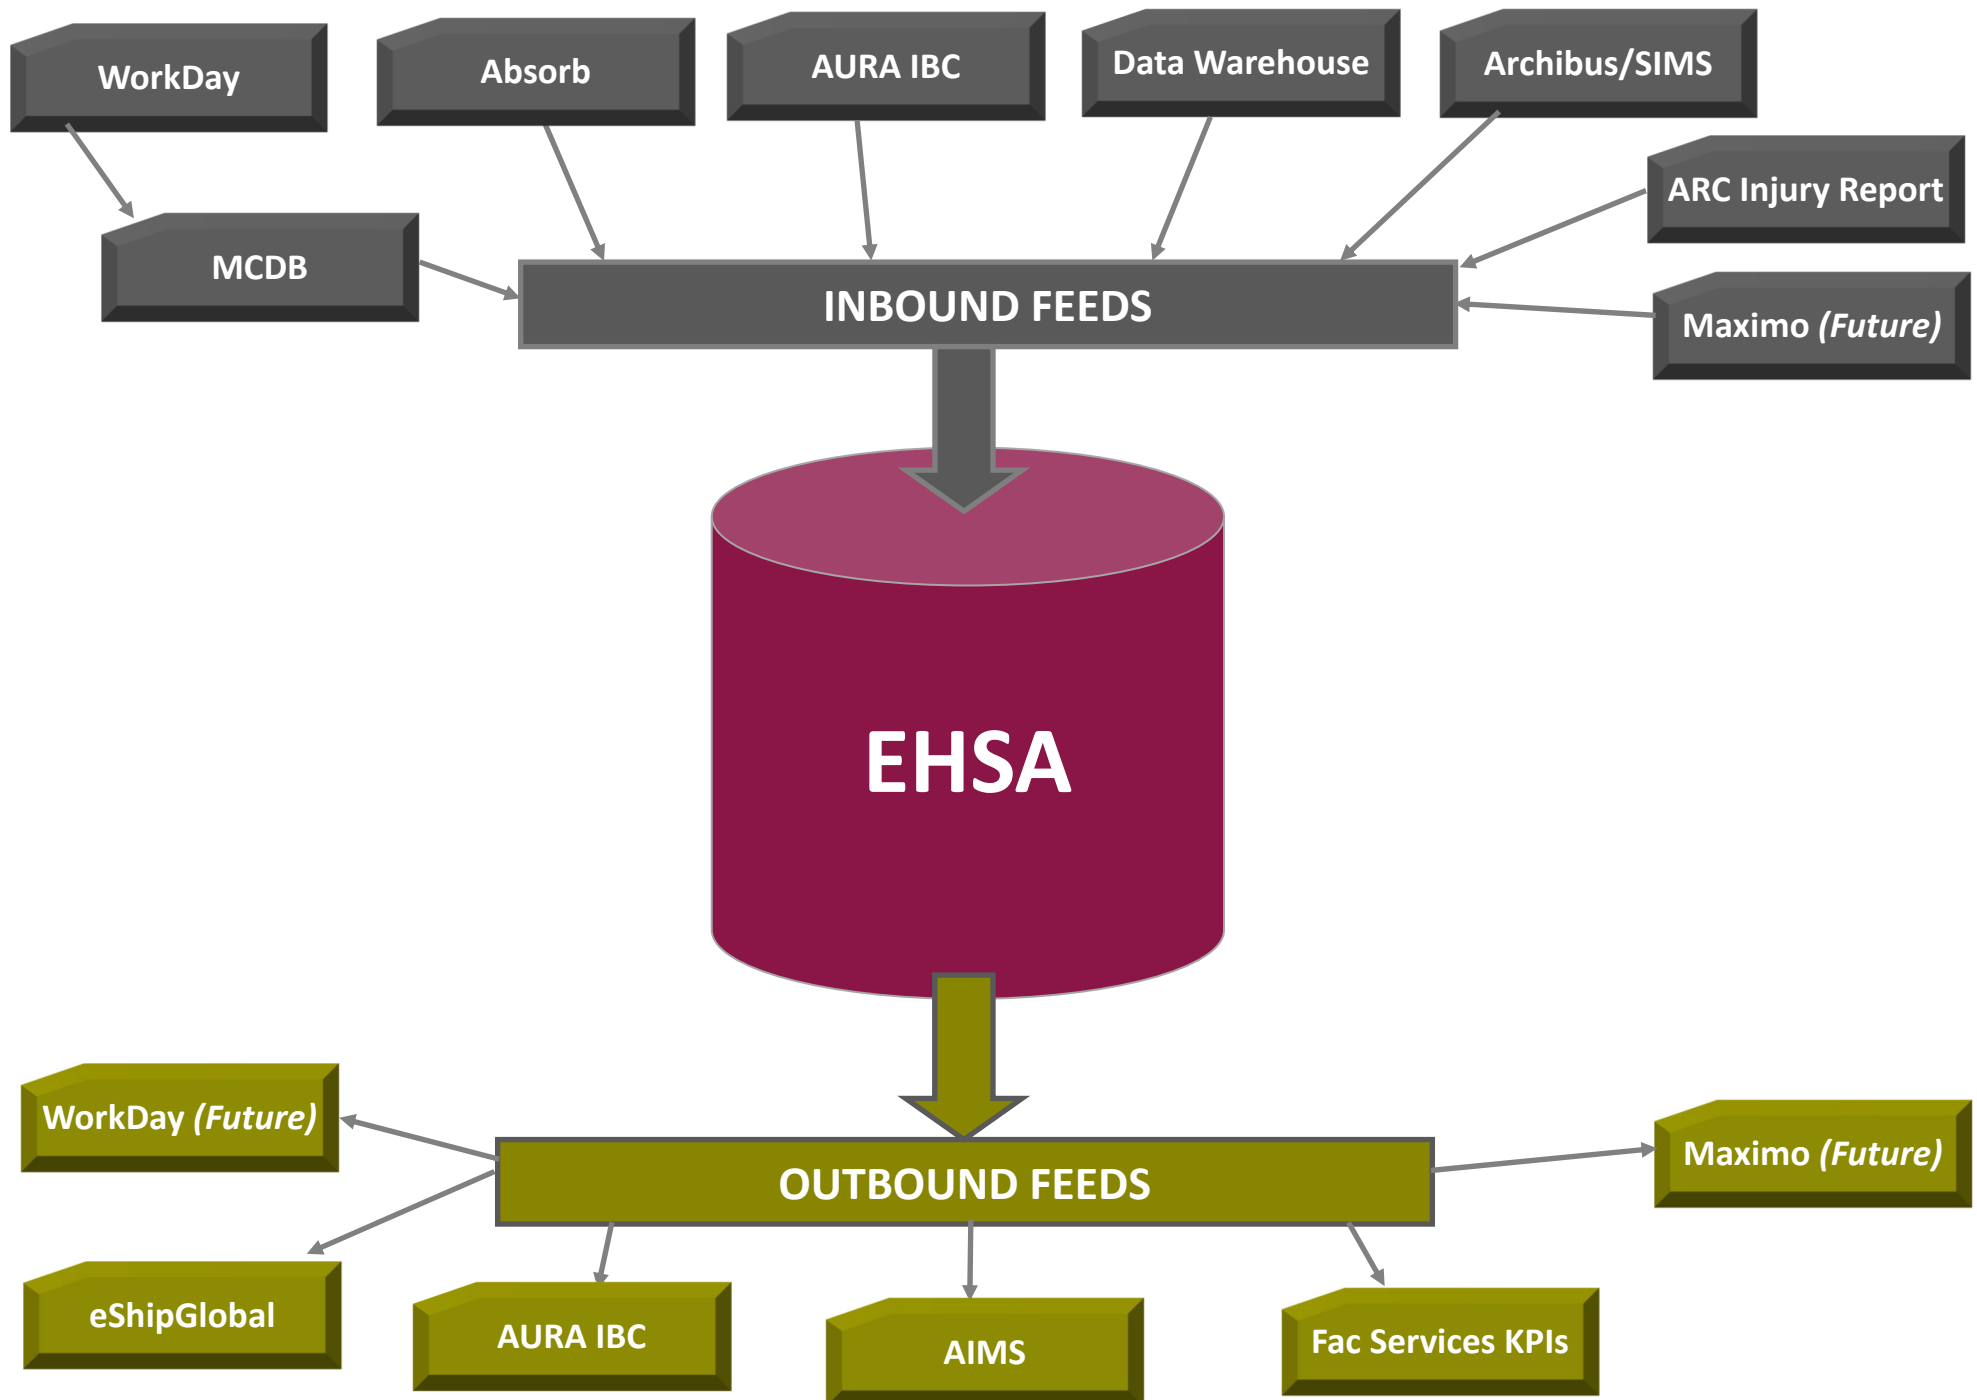 WorkDay
Absorb
AURA IBC
Data Warehouse
Archibus/SIMS
ARC Injury Report
MCDB
INBOUND FEEDS
Maximo (Future)
EHSA
WorkDay (Future)
OUTBOUND FEEDS
Maximo (Future)
eShipGlobal
AURA IBC
AIMS
Fac Services KPIs